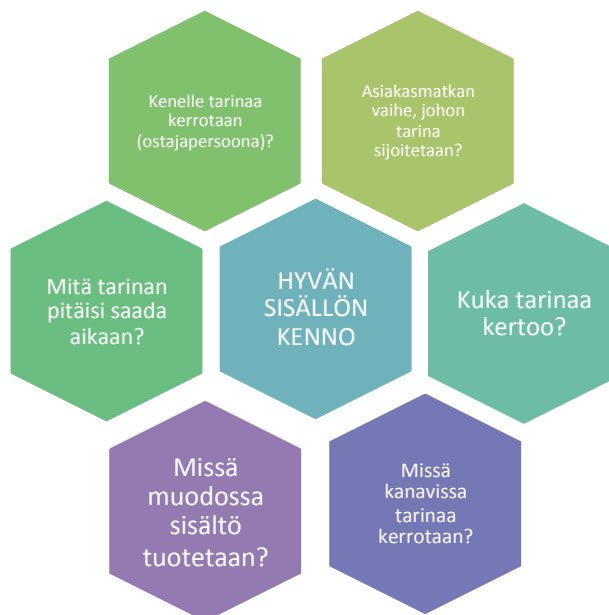 Kenelle tarinaa
kerrotaan
(ostajapersoona)?
Asiakasmatkan
vaihe, johon
tarina
sijoitetaan?
Mitä tarinan
pitäisi saada
aikaan?
HYVÄN
SISÄLLÖN
KENNO
Kuka tarinaa
kertoo?
Missä
muodossa
sisältö
tuotetaan?
Missä
kanavissa
tarinaa
kerrotaan?